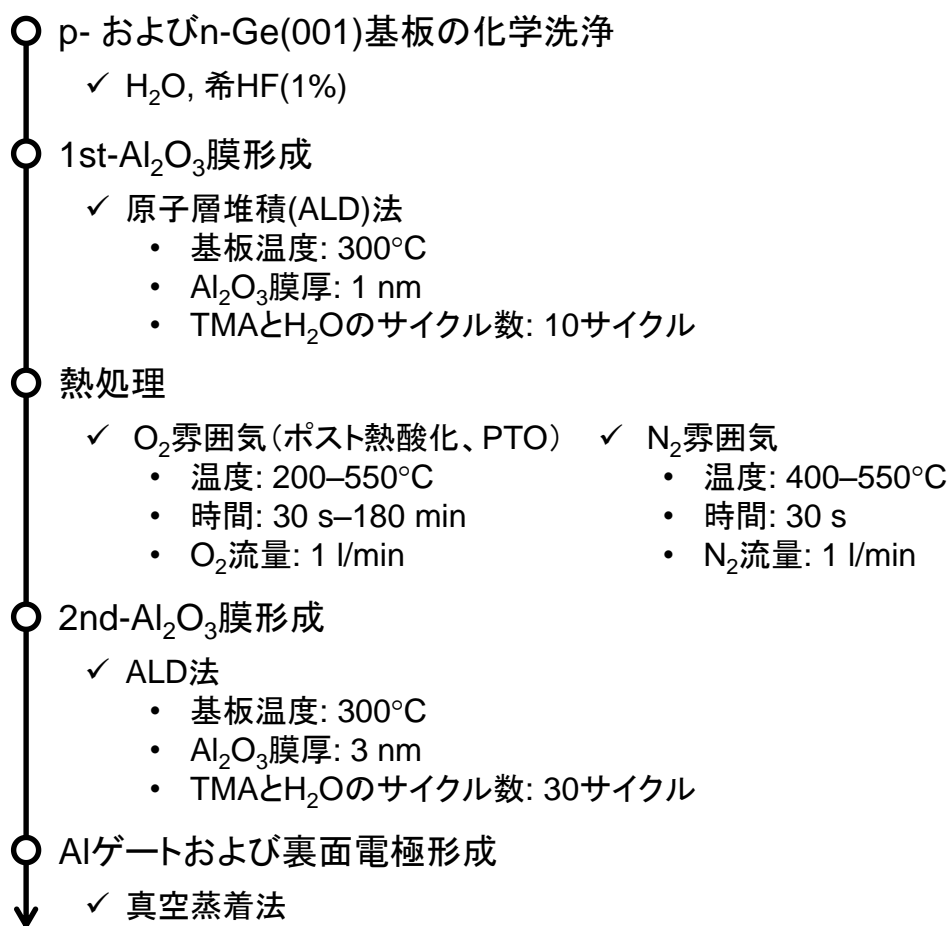 p- およびn-Ge(001)基板の化学洗浄
✓ H₂O, 希HF(1%)
1st-Al₂O₃膜形成
✓ 原子層堆積(ALD)法
• 基板温度: 300°C
• Al₂O₃膜厚: 1 nm
• TMAとH₂Oのサイクル数: 10サイクル
熱処理
✓ O₂雰囲気（ポスト熱酸化、PTO） ✓ N₂雰囲気
• 温度: 200–550°C • 温度: 400–550°C
• 時間: 30 s–180 min • 時間: 30 s
• O₂流量: 1 l/min • N₂流量: 1 l/min
2nd-Al₂O₃膜形成
✓ ALD法
• 基板温度: 300°C
• Al₂O₃膜厚: 3 nm
• TMAとH₂Oのサイクル数: 30サイクル
Alゲートおよび裏面電極形成
✓ 真空蒸着法